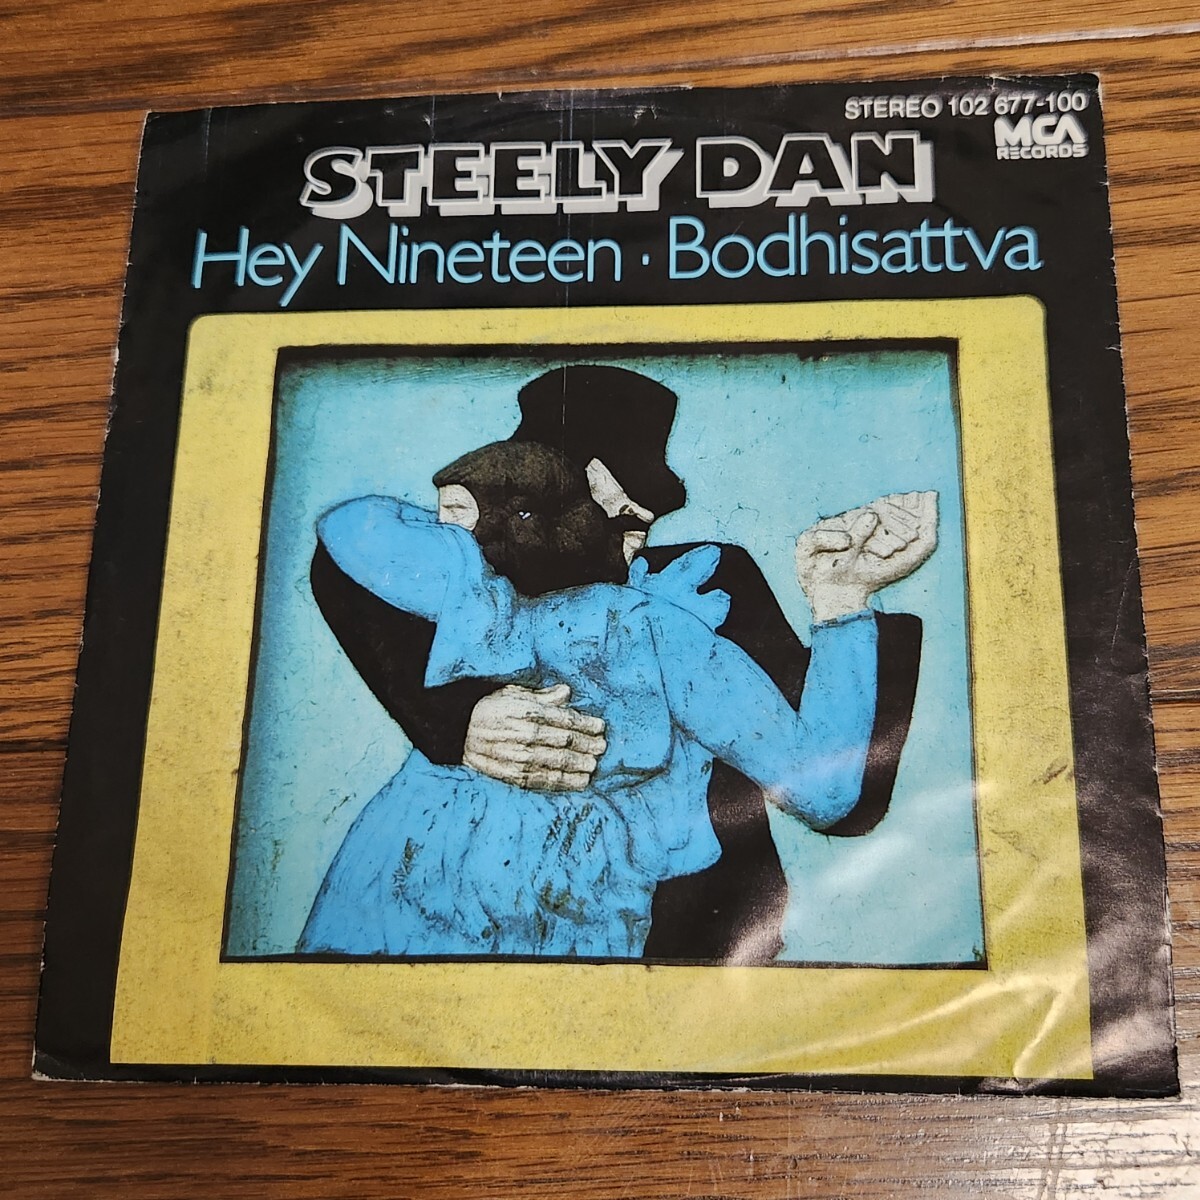 STEREO 102 677-100
MCA
RECORDS
STEELY DAN
Hey Nineteen · Bodhisattva